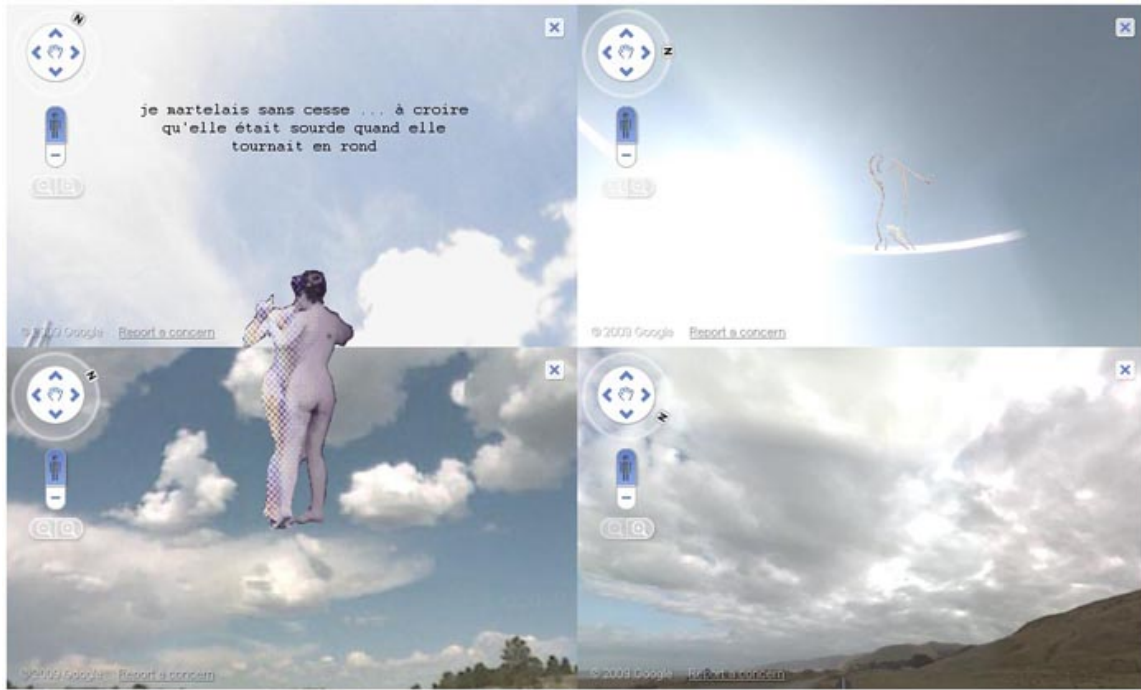 N
je martelais sans cesse ... à croire
qu'elle était sourde quand elle
tournait en rond
© 2009 Google Report a concern
N
© 2009 Google Report a concern
N
© 2009 Google Report a concern
N
© 2009 Google Report a concern